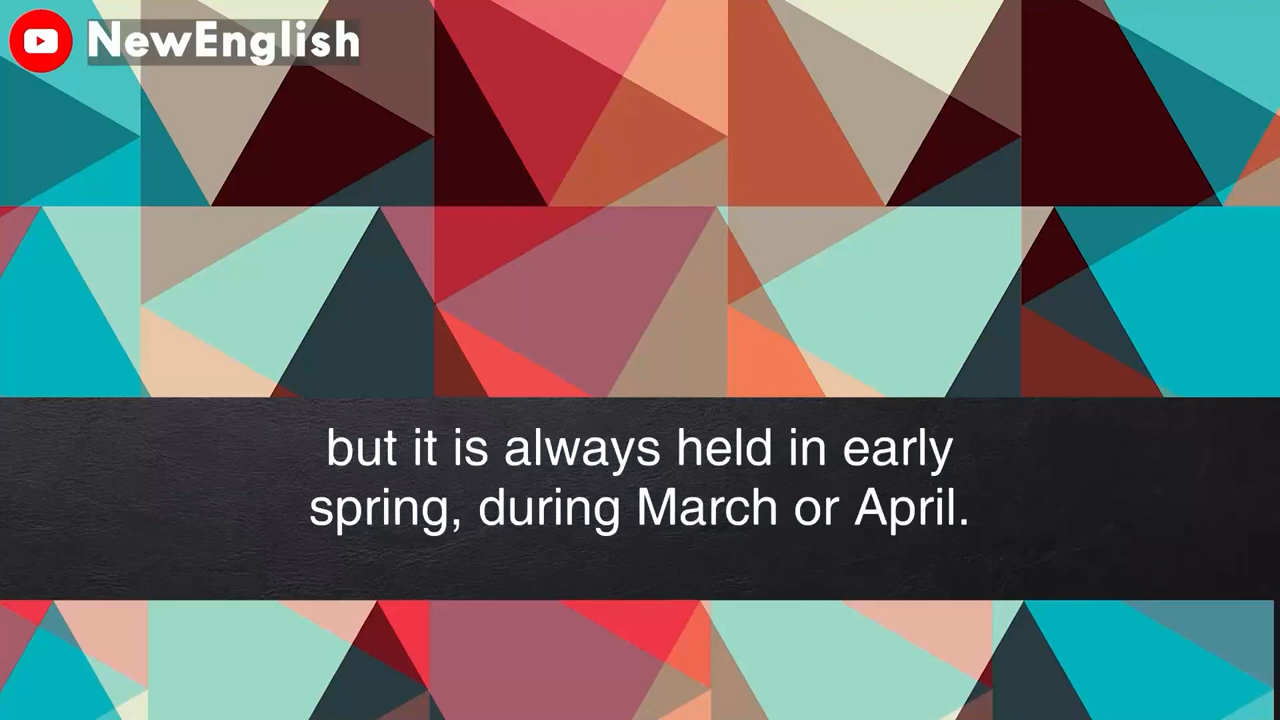 NewEnglish
but it is always held in early
spring, during March or April.